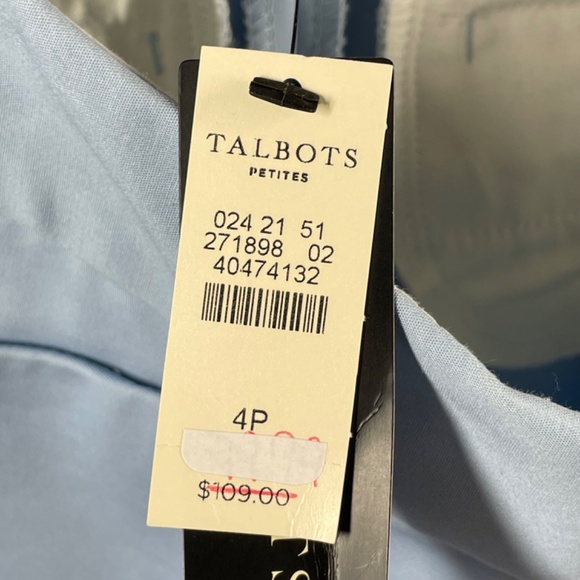 TALBOTS
PETITES
024 21 51
271898 02
40474132
4P
$109.00